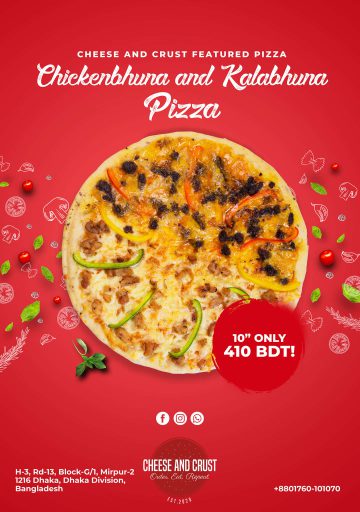 CHEESE AND CRUST FEATURED PIZZA
Chickenbhuna and Kalabhuna
Pizza
10" ONLY
410 BDT!
CHEESE AND CRUST
Order. Eat. Repeat.
EST.2020
H-3, Rd-13, Block-G/1, Mirpur-2
1216 Dhaka, Dhaka Division,
Bangladesh
+8801760-101070